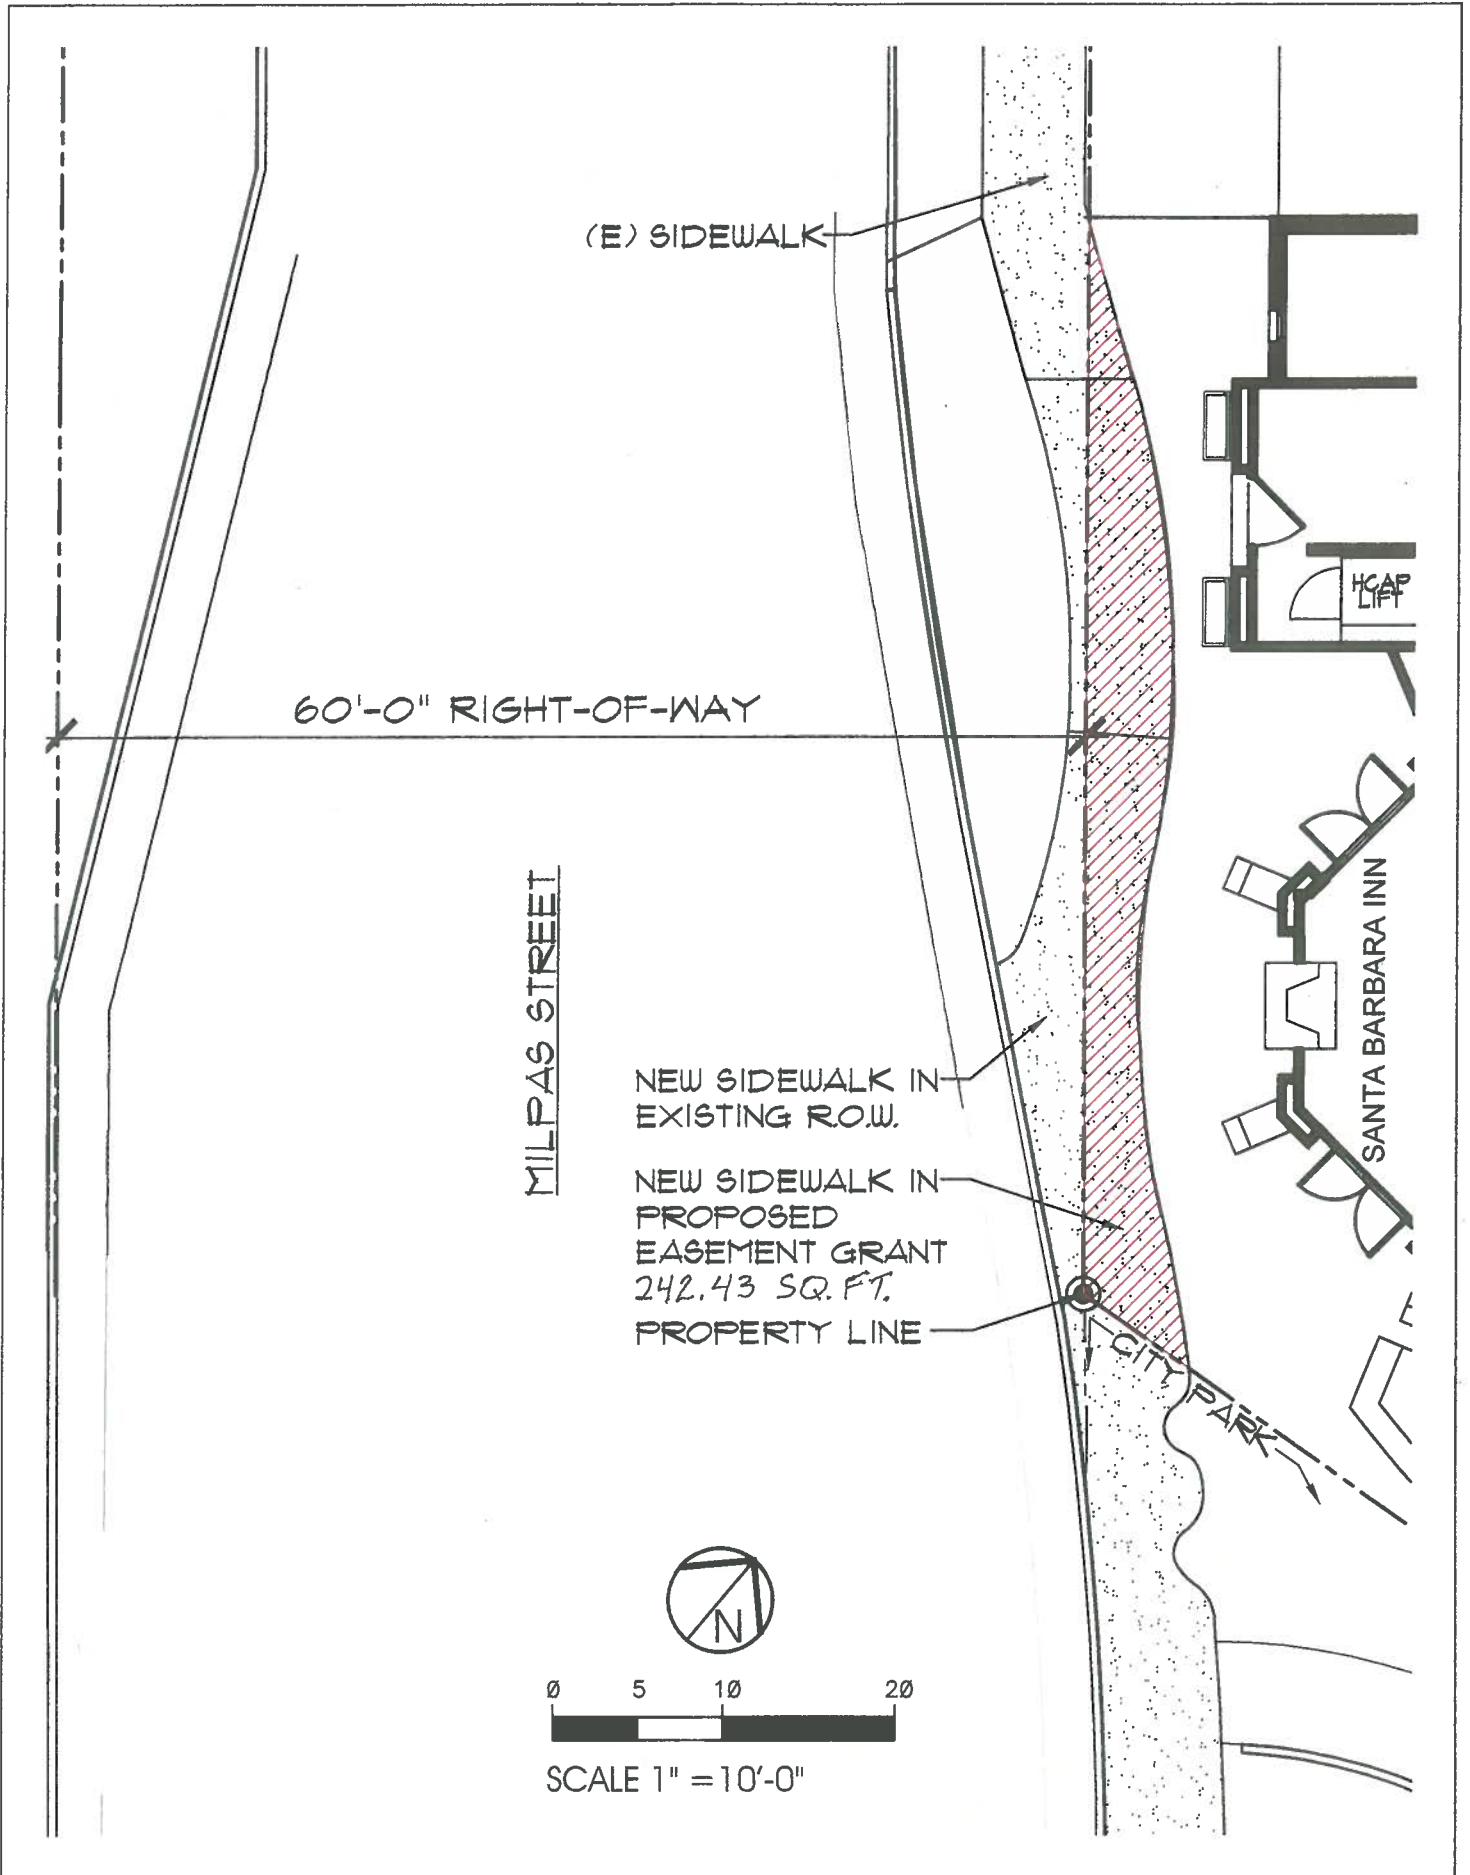 (E) SIDEWALK
HCAP
LIFT
60'-0" RIGHT-OF-WAY
MILPAS STREET
SANTA BARBARA INN
NEW SIDEWALK IN
EXISTING R.O.W.
NEW SIDEWALK IN
PROPOSED
EASEMENT GRANT
242.43 SQ. FT.
PROPERTY LINE
CITY PARK
N
0 5 10 20
SCALE 1" = 10'-0"